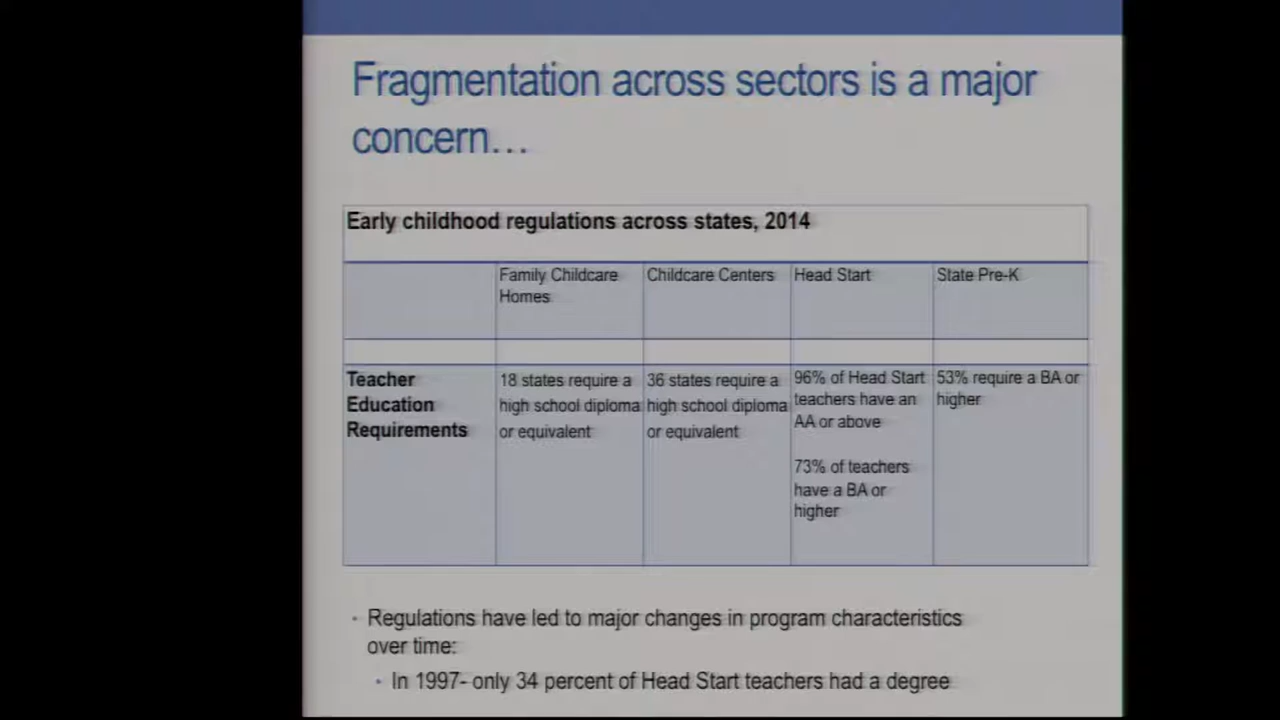 Fragmentation across sectors is a major
concern…
Early childhood regulations across states, 2014
Family Childcare
Homes
Childcare Centers
Head Start
State Pre-K
Teacher
Education
Requirements
18 states require a
high school diploma
or equivalent
36 states require a
high school diploma
or equivalent
96% of Head Start
teachers have an
AA or above
73% of teachers
have a BA or
higher
53% require a BA or
higher
• Regulations have led to major changes in program characteristics
over time:
• In 1997- only 34 percent of Head Start teachers had a degree